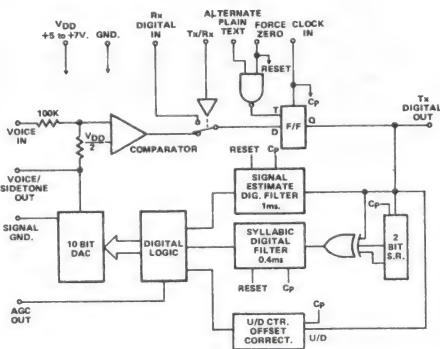 VDD
+5 to +7V.
GND.
Rx
DIGITAL
IN
Tx/Rx
ALTERNATE
PLAIN
TEXT
FORCE
ZERO
CLOCK
IN
RESET
Cp
Tx
DIGITAL
OUT
100K
VOICE
IN
VDD
2
COMPARATOR
T
D
F/F
Q
VOICE/
SIDETONE
OUT
RESET
Cp
SIGNAL
ESTIMATE
DIG. FILTER
1ms.
Cp
SIGNAL
GND.
10 BIT
DAC
DIGITAL
LOGIC
SYLLABIC
DIGITAL
FILTER
0.4ms
2
BIT
S.R.
RESET
Cp
AGC
OUT
U/D CTR.
OFFSET
CORRECT.
Cp
U/D